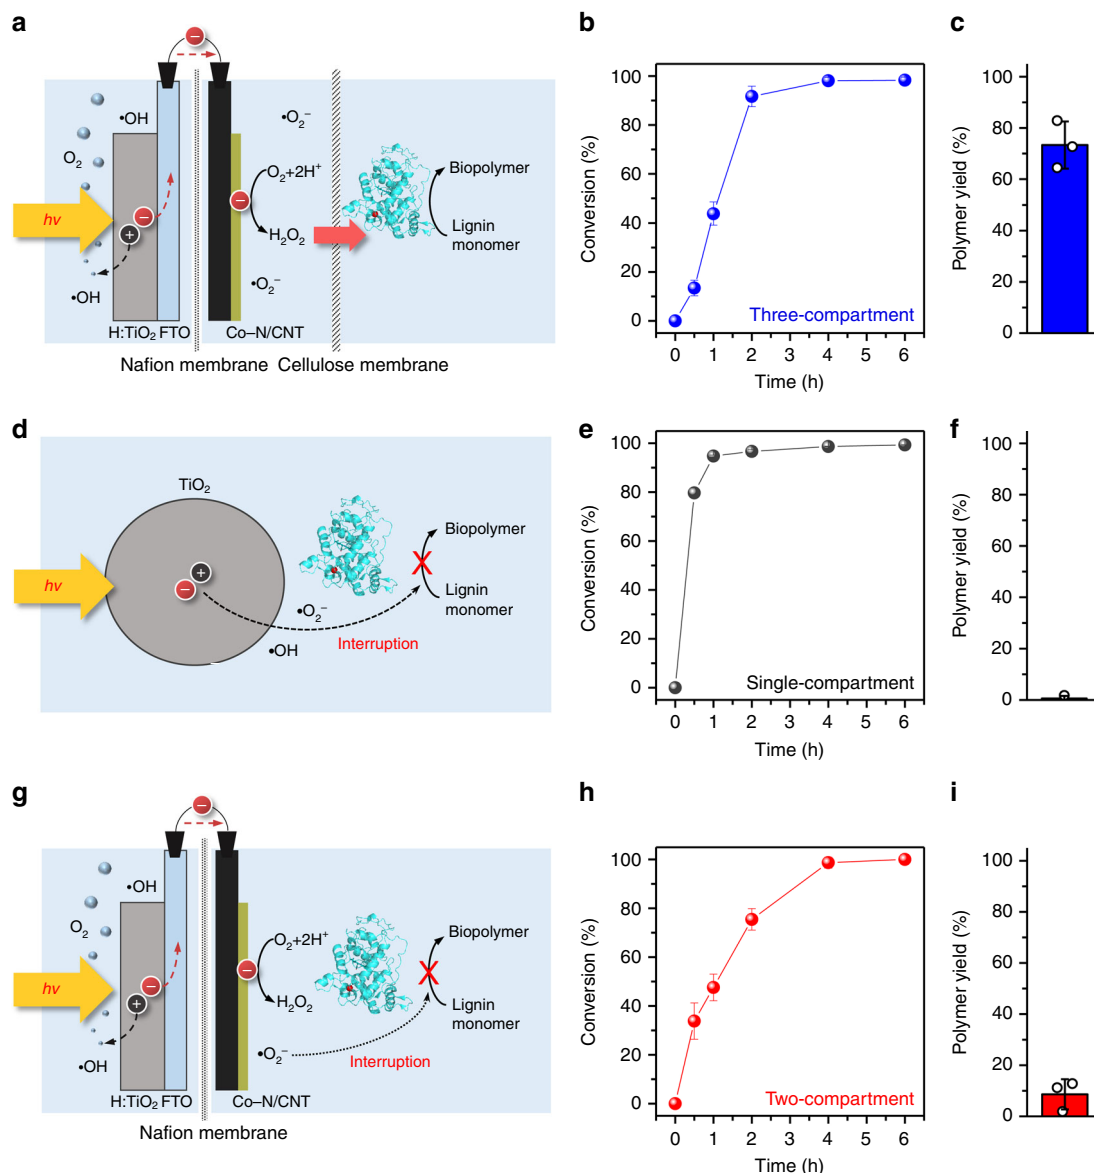 a
b
c
•OH
O₂
hv
•OH
•O₂⁻
O₂+2H⁺
H₂O₂
•O₂⁻
Biopolymer
Lignin
monomer
H:TiO₂ FTO
Co–N/CNT
Nafion membrane
Cellulose membrane
Conversion (%)
100
80
60
40
20
0
Three-compartment
0 1 2 3 4 5 6
Time (h)
Polymer yield (%)
100
80
60
40
20
0
d
e
f
TiO₂
hv
•O₂⁻
•OH
Interruption
Biopolymer
X
Lignin
monomer
Conversion (%)
100
80
60
40
20
0
Single-compartment
0 1 2 3 4 5 6
Time (h)
Polymer yield (%)
100
80
60
40
20
0
g
h
i
•OH
O₂
hv
•OH
O₂+2H⁺
H₂O₂
•O₂⁻
Interruption
Biopolymer
X
Lignin
monomer
H:TiO₂ FTO
Co–N/CNT
Nafion membrane
Conversion (%)
100
80
60
40
20
0
Two-compartment
0 1 2 3 4 5 6
Time (h)
Polymer yield (%)
100
80
60
40
20
0